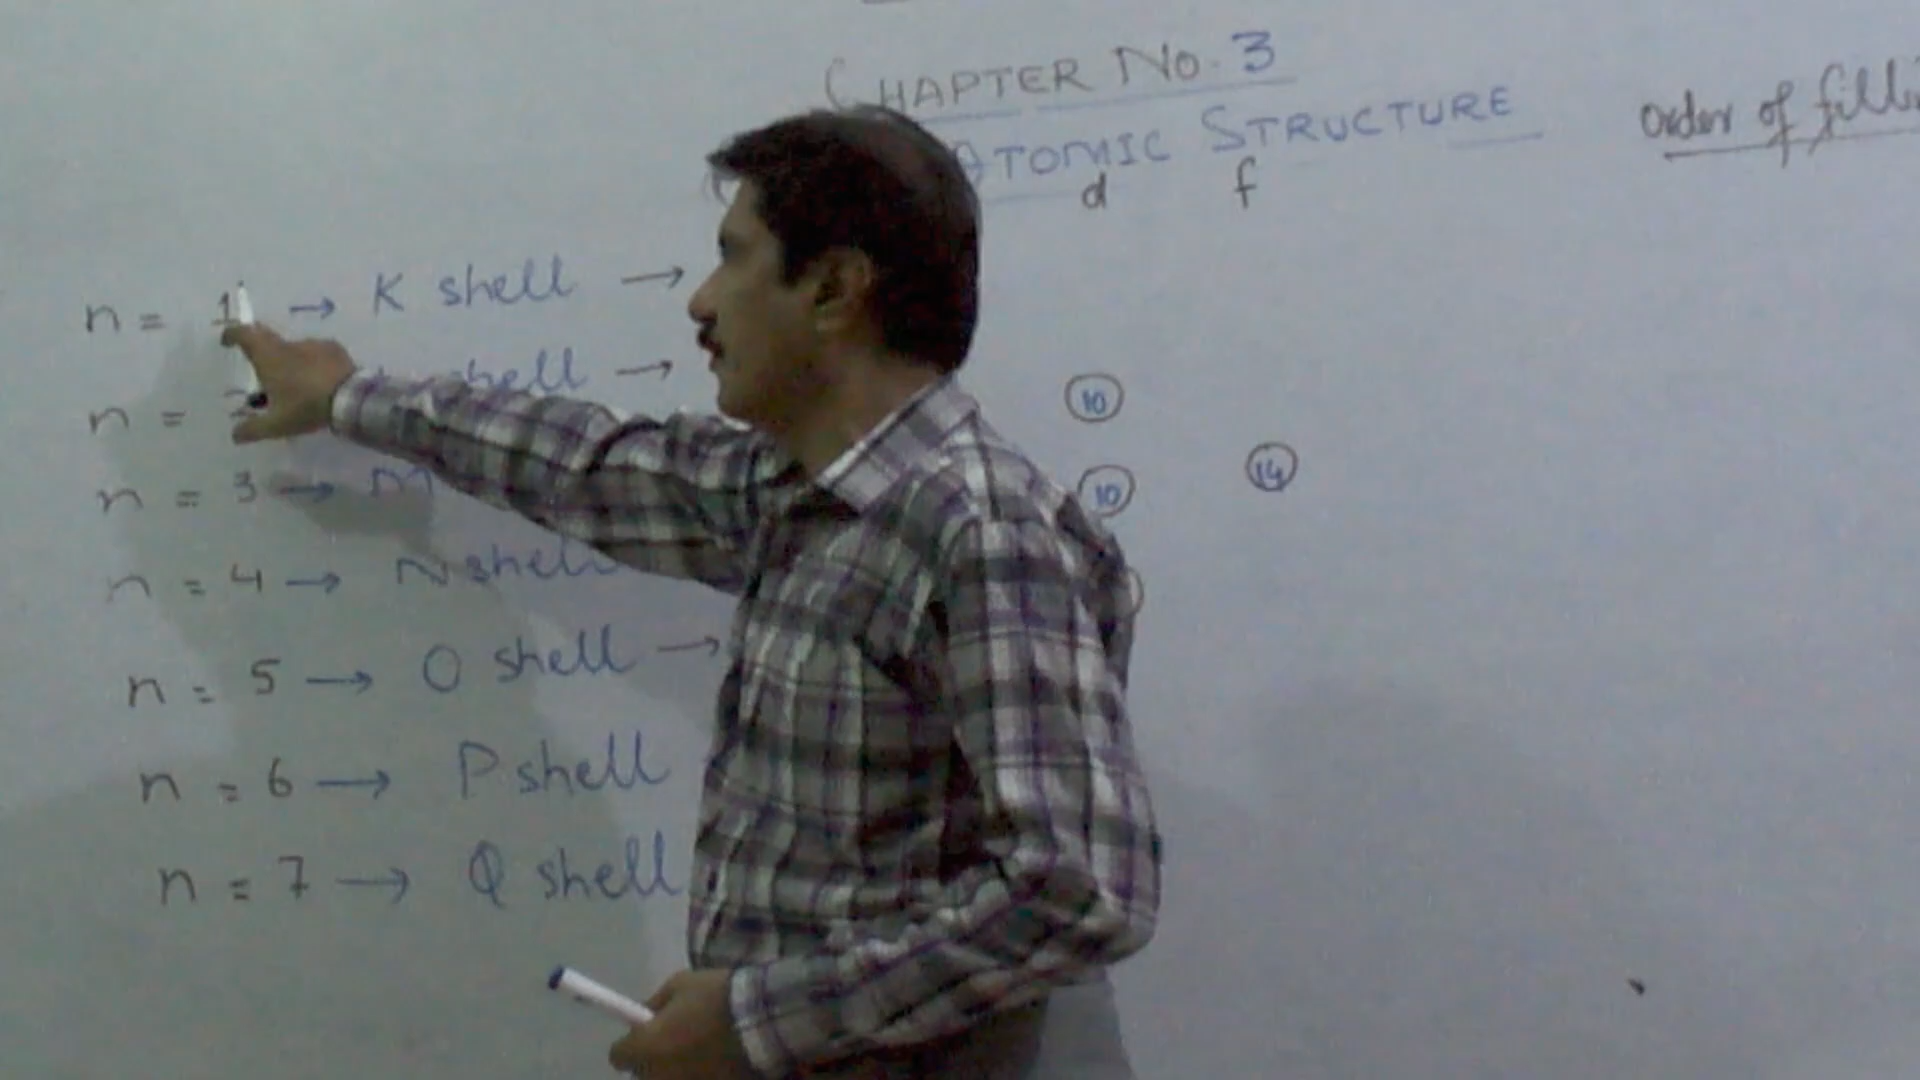 CHAPTER No. 3
ATOMIC STRUCTURE
Order of
d f
n = 1 → K shell →
n = 2 shell →
10
n = 3 → M
10 14
n = 4 → N shell
n = 5 → O shell →
n = 6 → P shell
n = 7 → Q shell